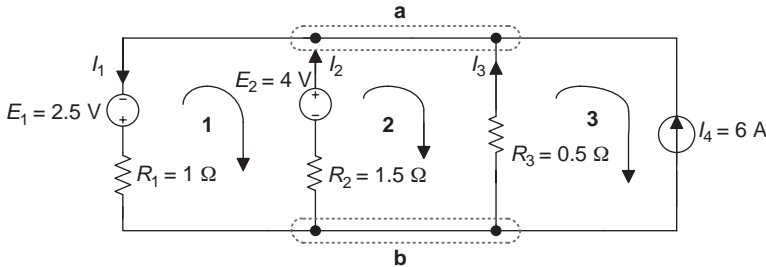 a
I1
E1 = 2.5 V
R1 = 1 Ω
1
E2 = 4 V
I2
R2 = 1.5 Ω
2
I3
R3 = 0.5 Ω
3
I4 = 6 A
b